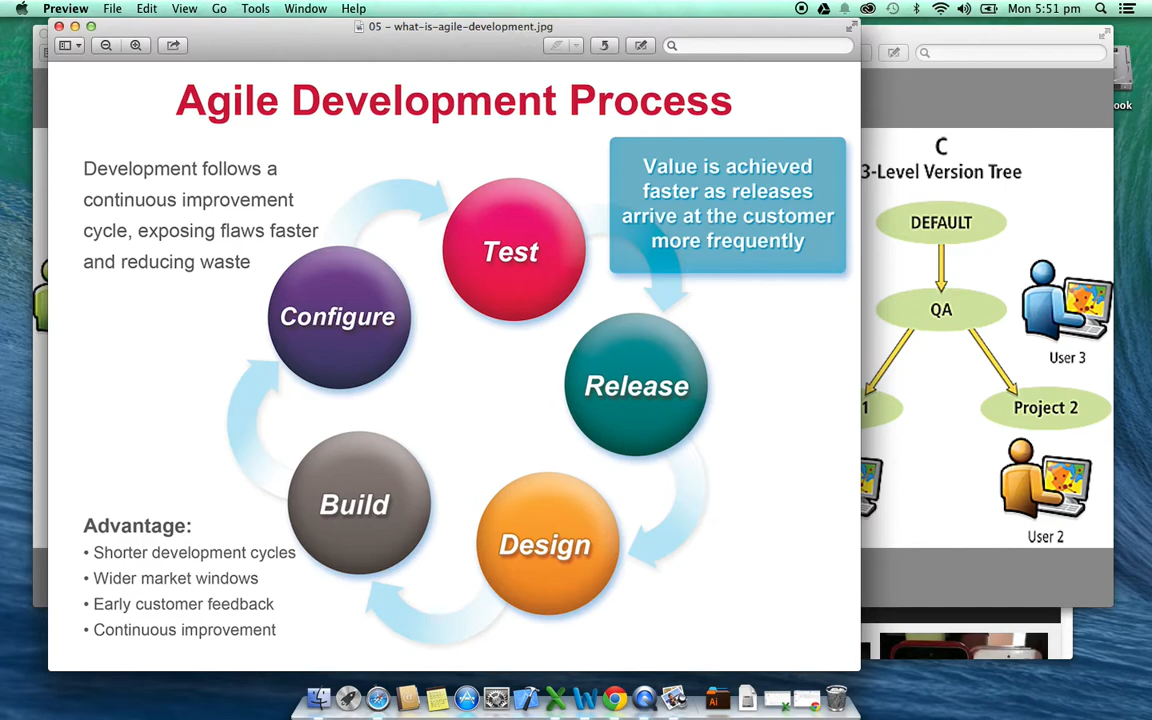 Preview File Edit View Go Tools Window Help
Mon 5:51 pm
05 - what-is-agile-development.jpg
Agile Development Process
Development follows a
continuous improvement
cycle, exposing flaws faster
and reducing waste
Value is achieved
faster as releases
arrive at the customer
more frequently
Test
Configure
Release
Build
Design
Advantage:
• Shorter development cycles
• Wider market windows
• Early customer feedback
• Continuous improvement
C
3-Level Version Tree
DEFAULT
QA
User 3
1
Project 2
User 2
ook
Ai